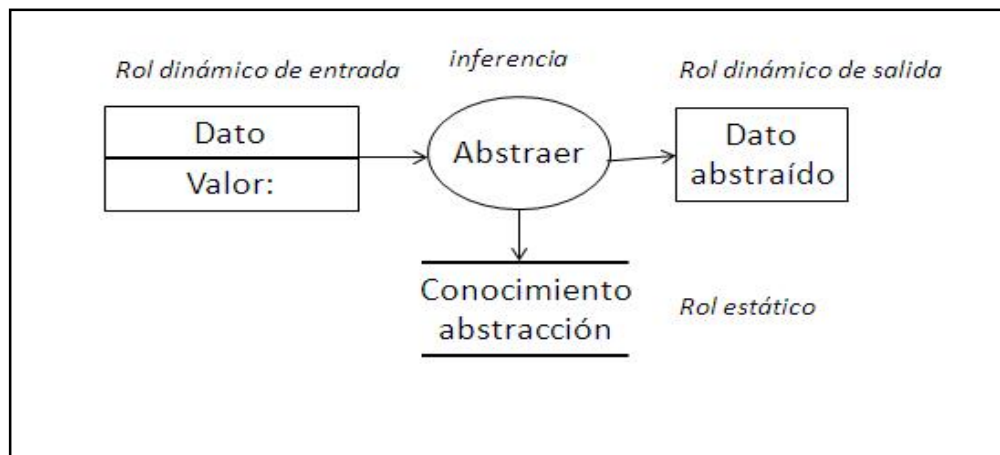 Rol dinámico de entrada
inferencia
Rol dinámico de salida
Dato
Valor:
Abstraer
Dato
abstraído
Conocimiento
abstracción
Rol estático